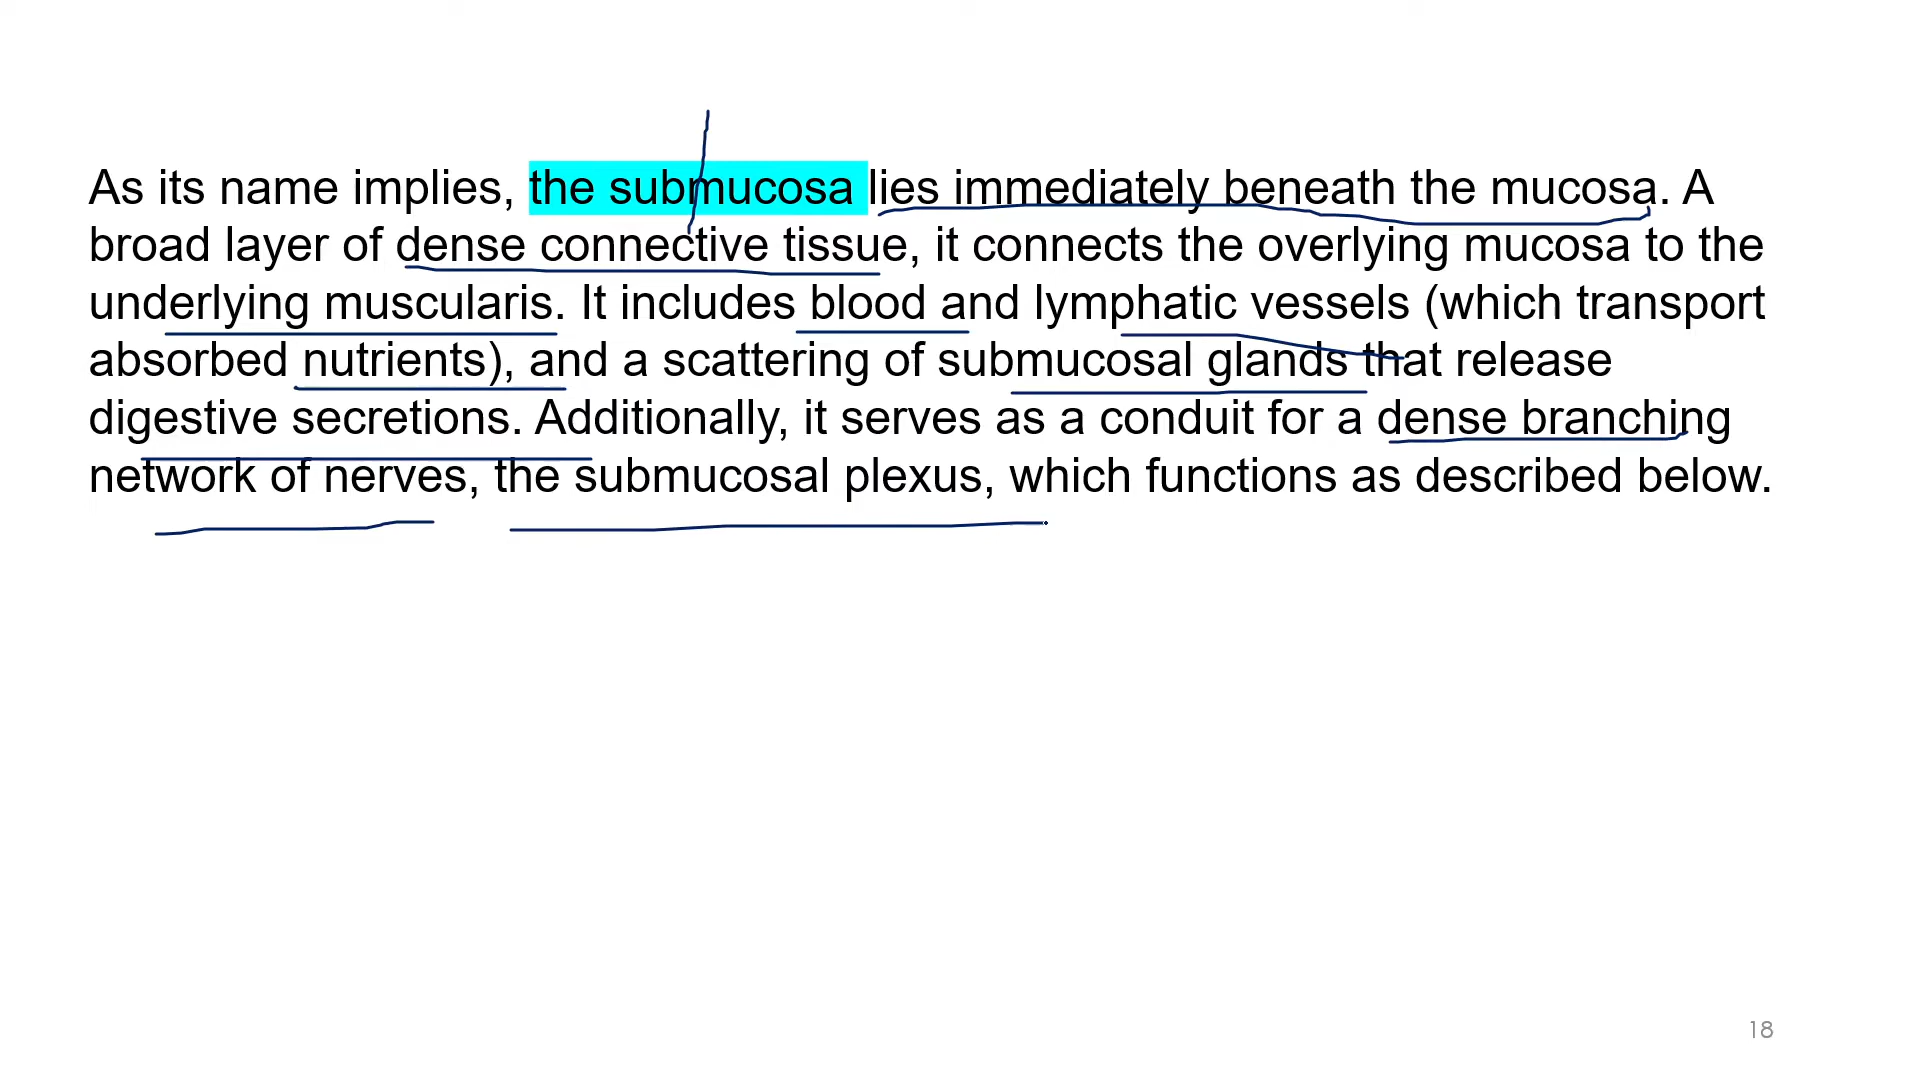 As its name implies, the submucosa lies immediately beneath the mucosa. A
broad layer of dense connective tissue, it connects the overlying mucosa to the
underlying muscularis. It includes blood and lymphatic vessels (which transport
absorbed nutrients), and a scattering of submucosal glands that release
digestive secretions. Additionally, it serves as a conduit for a dense branching
network of nerves, the submucosal plexus, which functions as described below.
18